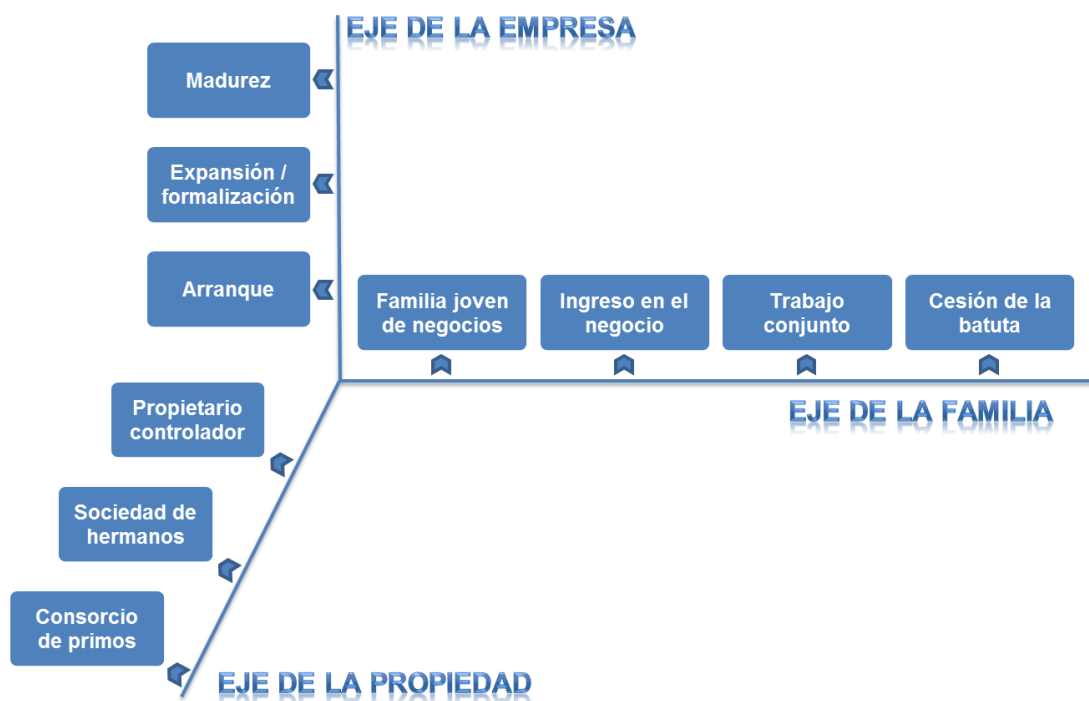 EJE DE LA EMPRESA
Madurez
Expansión /
formalización
Arranque
Familia joven
de negocios
Ingreso en el
negocio
Trabajo
conjunto
Cesión de la
batuta
EJE DE LA FAMILIA
Propietario
controlador
Sociedad de
hermanos
Consorcio
de primos
EJE DE LA PROPIEDAD